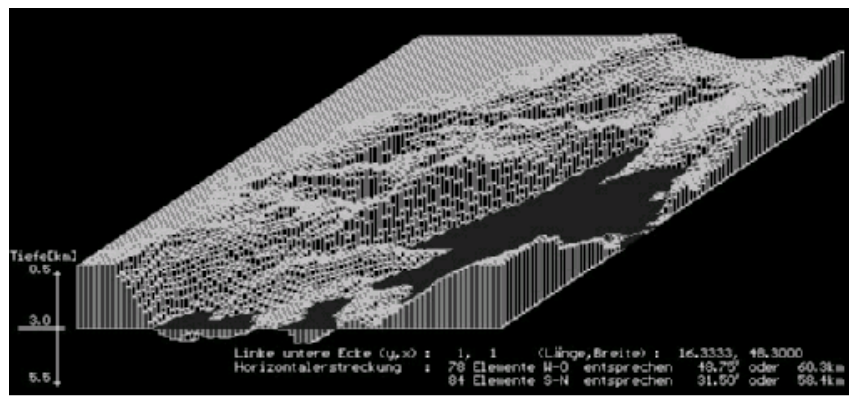 Tiefe[km]
0.5
3.0
5.5
Linke untere Ecke (y,x) : 1, 1 (Länge,Breite) : 16.3333, 48.3000
Horizontalerstreckung : 78 Elemente W-O entsprechen 48.75' oder 60.3km
84 Elemente S-N entsprechen 31.50' oder 58.4km